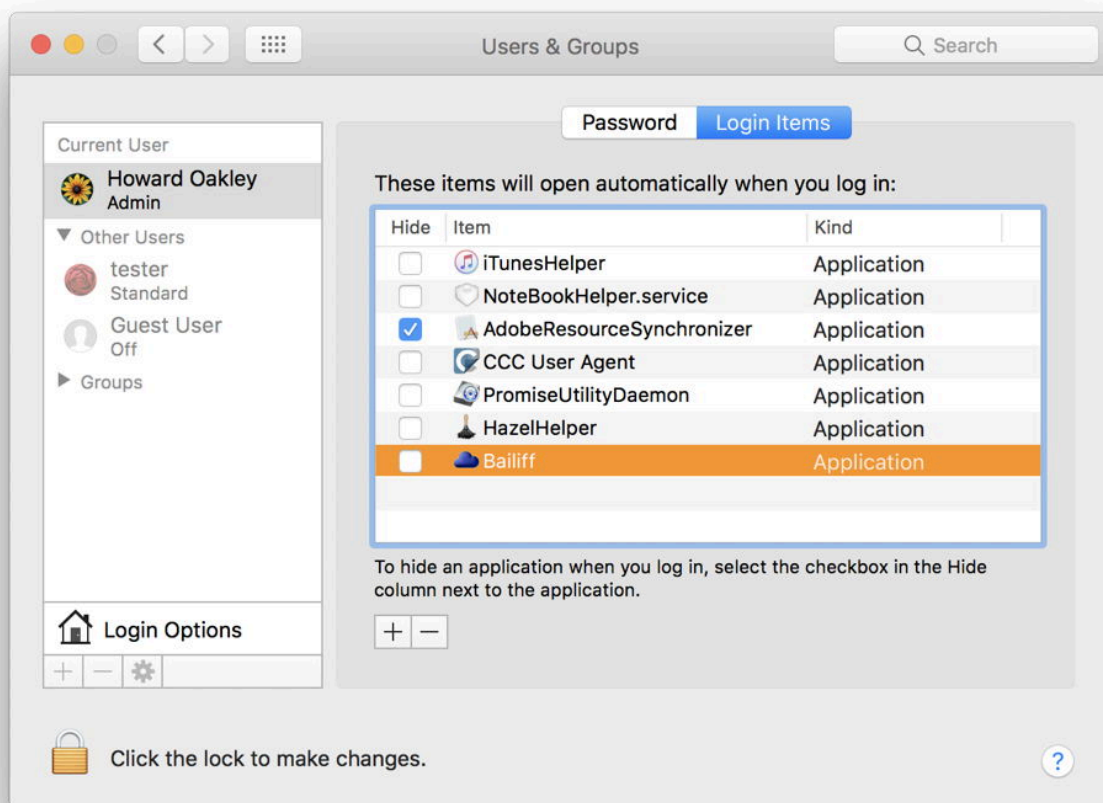 Users & Groups
Search
Current User
Howard Oakley
Admin
Other Users
tester
Standard
Guest User
Off
Groups
Login Options
Password
Login Items
These items will open automatically when you log in:
Hide Item Kind
iTunesHelper Application
NoteBookHelper.service Application
AdobeResourceSynchronizer Application
CCC User Agent Application
PromiseUtilityDaemon Application
HazelHelper Application
Bailiff Application
To hide an application when you log in, select the checkbox in the Hide
column next to the application.
+ −
+ −
Click the lock to make changes.
?